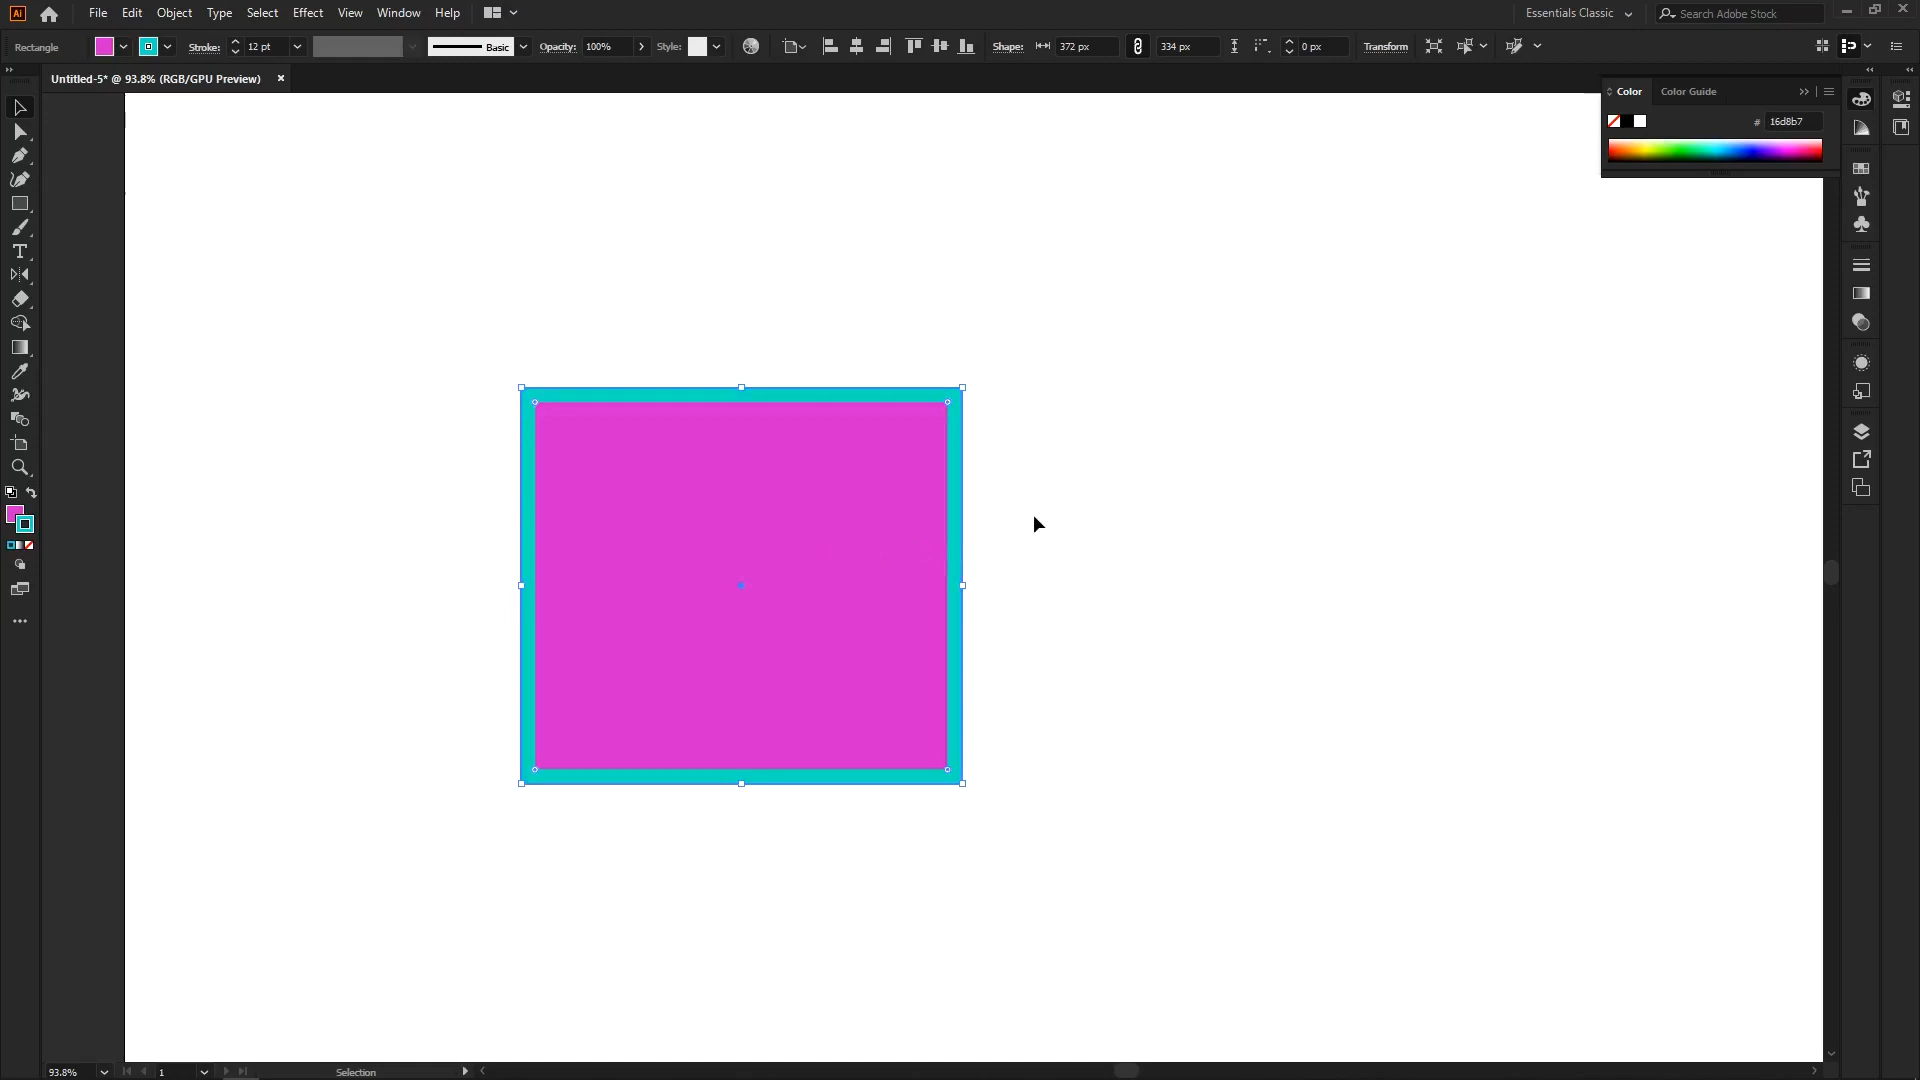 Ai File Edit Object Type Select Effect View Window Help Essentials Classic Search Adobe Stock
Rectangle Stroke: 12 pt Basic Opacity: 100% Style: Shape: 372 px 334 px 0 px Transform
Untitled-5* @ 93.8% (RGB/GPU Preview) ×
Color Color Guide
# 16d8b7
93.8% 1 Selection